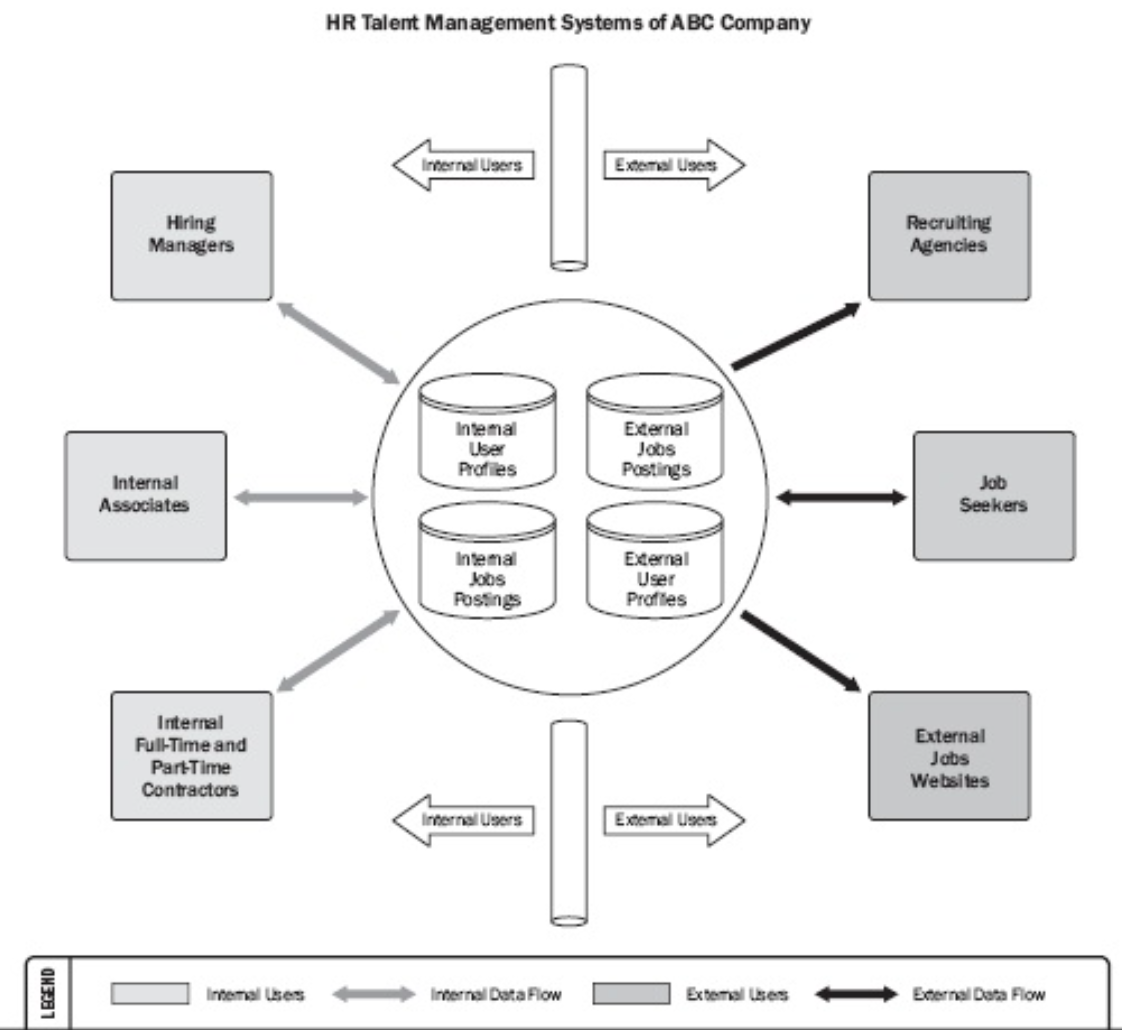 HR Talent Management Systems of ABC Company
Internal Users
External Users
Hiring
Managers
Recruiting
Agencies
Internal
User
Profiles
External
Jobs
Postings
Internal
Associates
Job
Seekers
Internal
Jobs
Postings
External
User
Profiles
Internal
Full-Time and
Part-Time
Contractors
External
Jobs
Websites
Internal Users
External Users
LEGEND
Internal Users
Internal Data Flow
External Users
External Data Flow